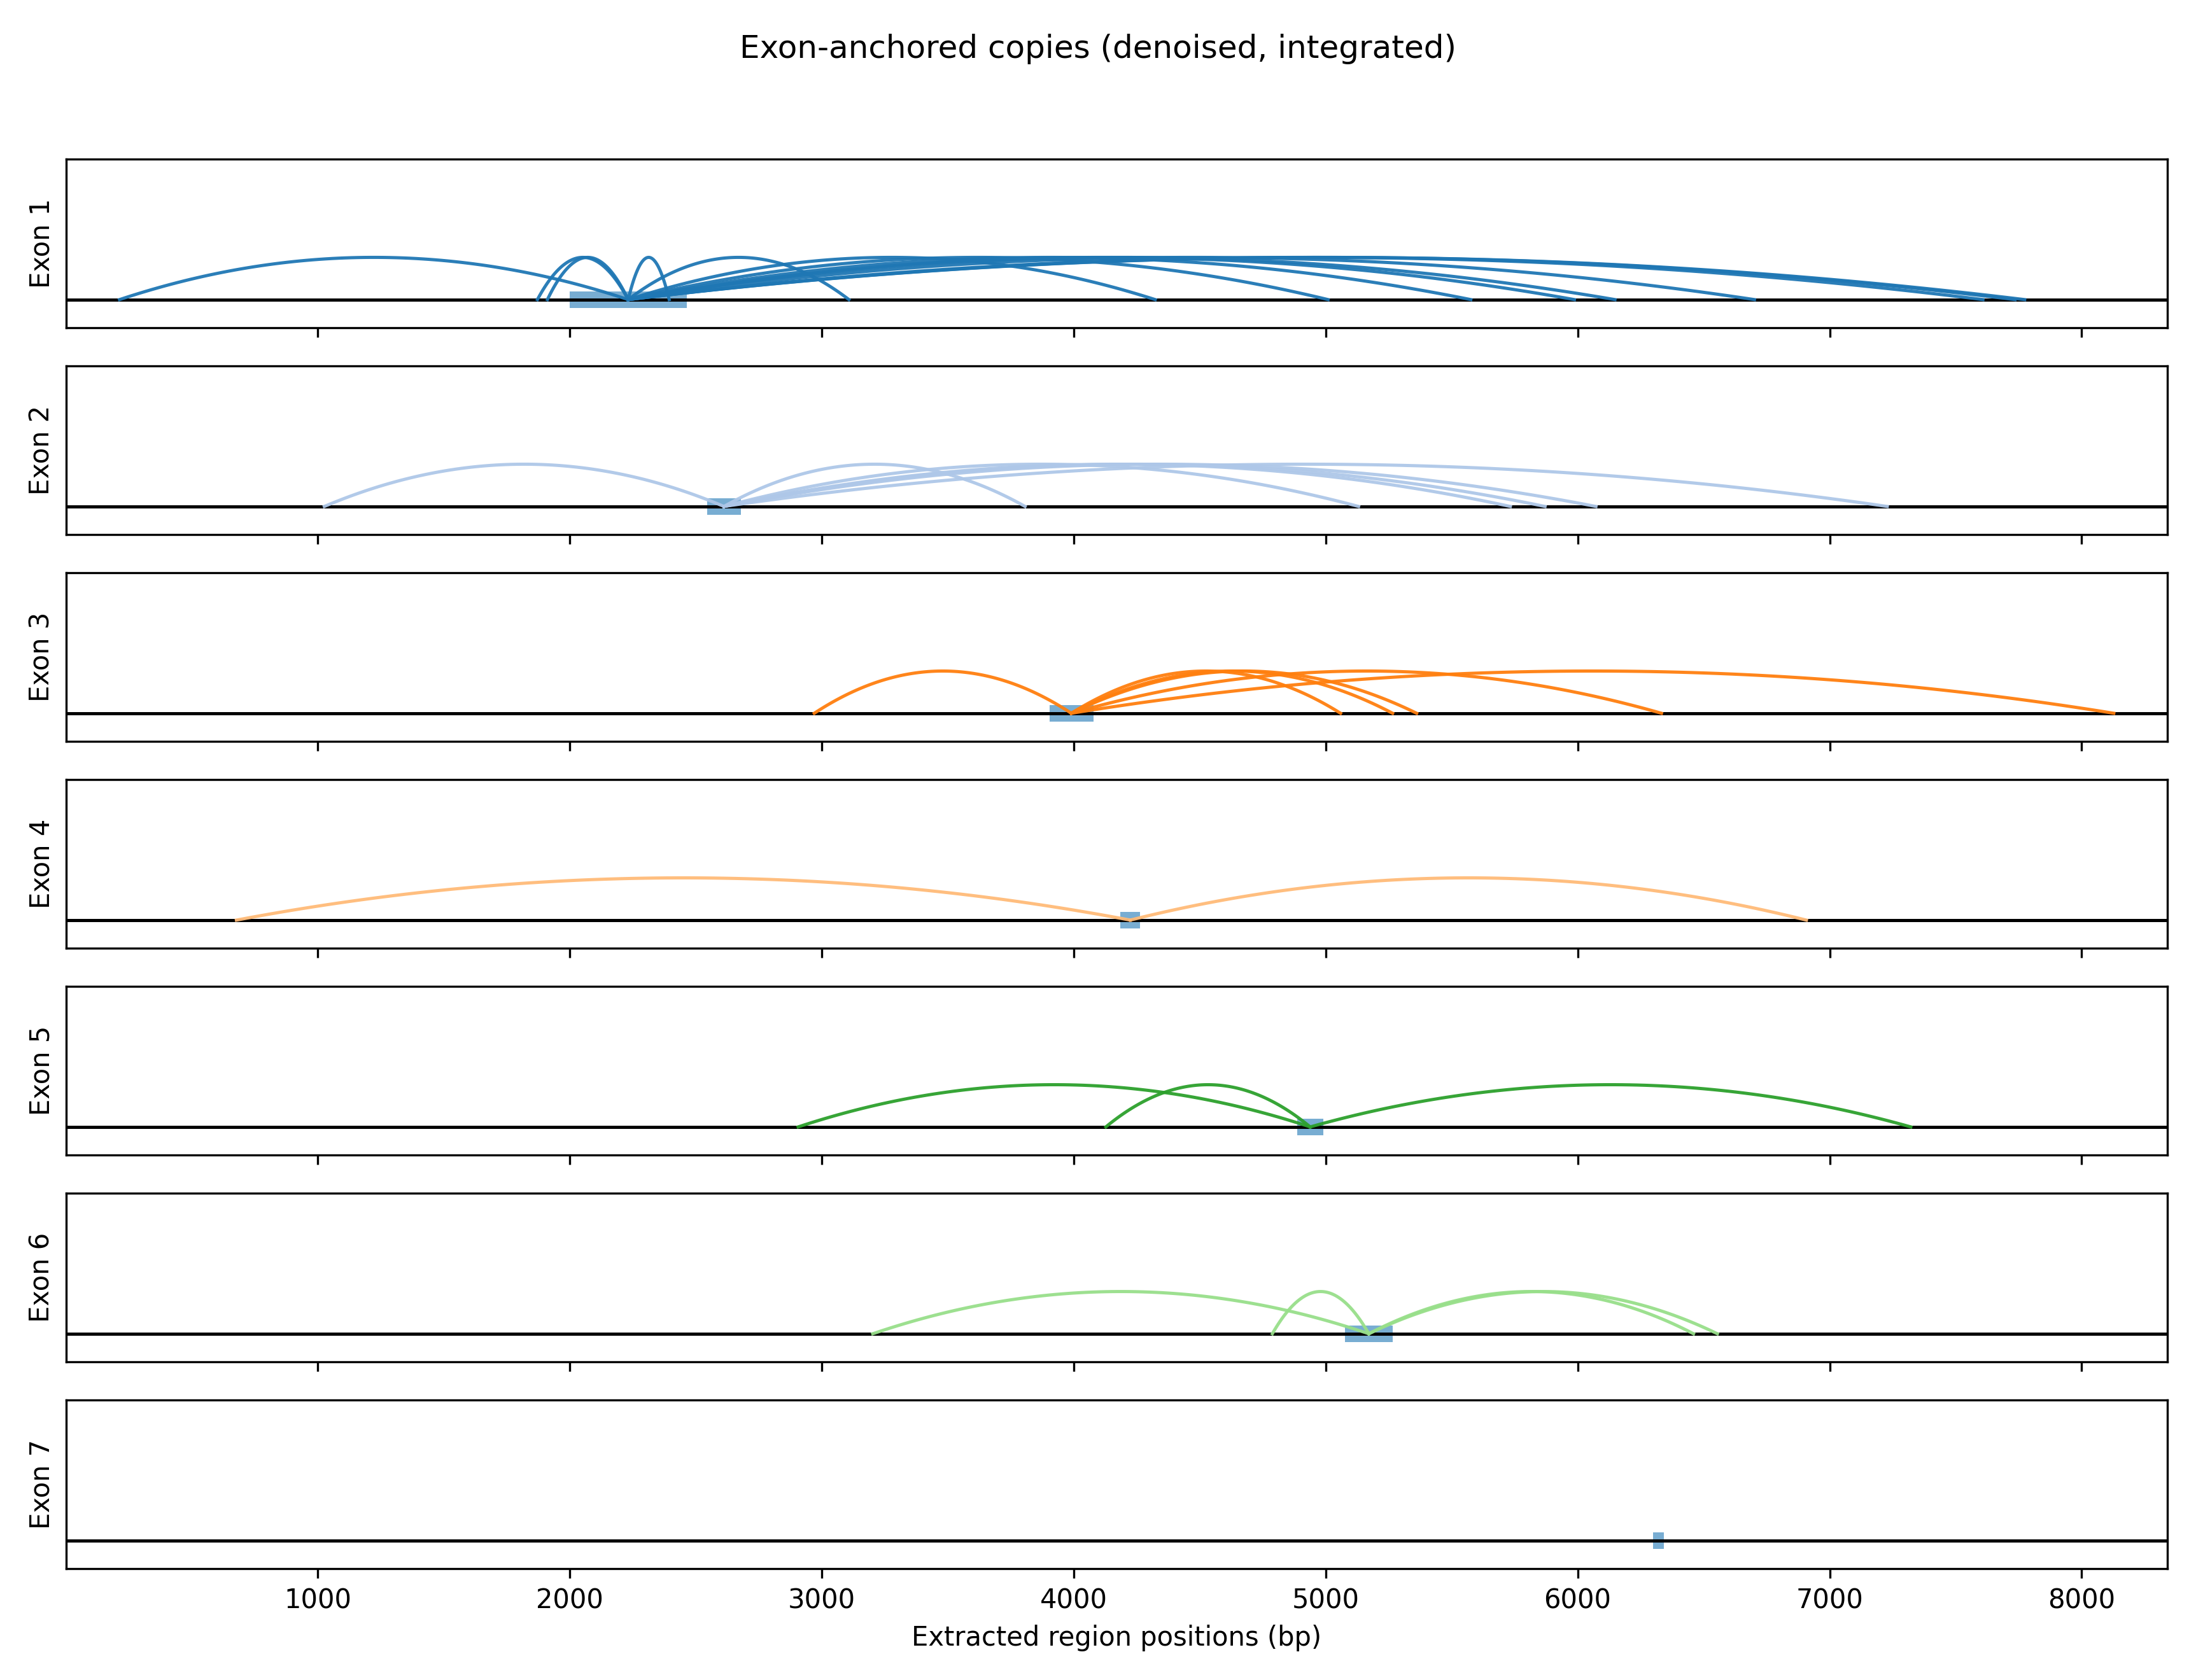 Exon-anchored copies (denoised, integrated)
Exon 1
Exon 2
Exon 3
Exon 4
Exon 5
Exon 6
Exon 7
1000 2000 3000 4000 5000 6000 7000 8000
Extracted region positions (bp)